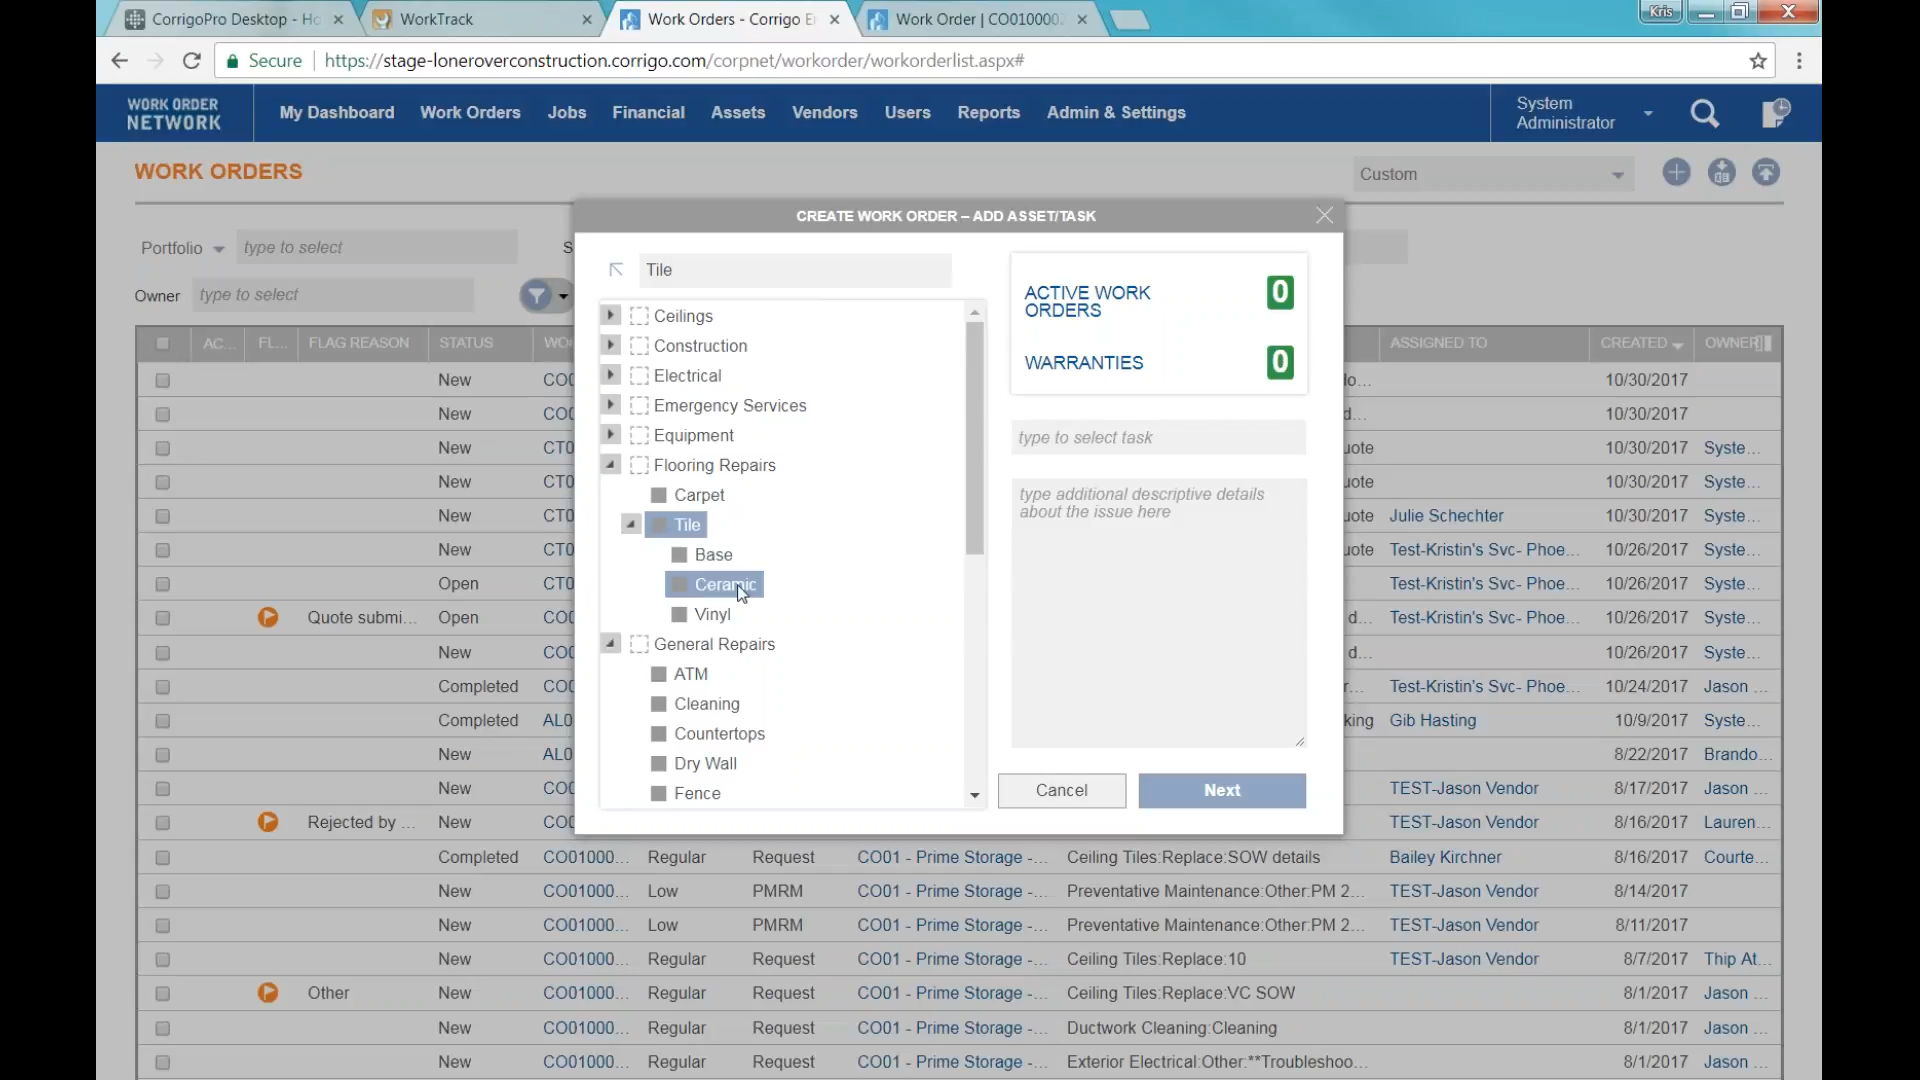 CorrigoPro Desktop - Ho
WorkTrack
Work Orders - Corrigo E
Work Order | CO010000
Kris
Secure
https://stage-loneroverconstruction.corrigo.com/corpnet/workorder/workorderlist.aspx#
WORK ORDER
NETWORK
My Dashboard
Work Orders
Jobs
Financial
Assets
Vendors
Users
Reports
Admin & Settings
System
Administrator
WORK ORDERS
Custom
Portfolio
type to select
S
Owner
type to select
AC...
FL...
FLAG REASON
STATUS
WO
ASSIGNED TO
CREATED
OWNER
New CO0 lo... 10/30/2017
New CO0 d... 10/30/2017
New CT0 uote 10/30/2017 Syste...
New CT0 uote 10/30/2017 Syste...
New CT0 uote Julie Schechter 10/30/2017 Syste...
New CT0 uote Test-Kristin's Svc- Phoe... 10/26/2017 Syste...
Open CT0 Test-Kristin's Svc- Phoe... 10/26/2017 Syste...
Quote submi... Open CO0 d... Test-Kristin's Svc- Phoe... 10/26/2017 Syste...
New CO0 d... 10/26/2017 Syste...
Completed CO0 r... Test-Kristin's Svc- Phoe... 10/24/2017 Jason ...
Completed AL0 king Gib Hasting 10/9/2017 Syste...
New AL0 8/22/2017 Brando...
New CO0 TEST-Jason Vendor 8/17/2017 Jason ...
Rejected by ... New CO0 TEST-Jason Vendor 8/16/2017 Lauren...
Completed CO01000... Regular Request CO01 - Prime Storage -... Ceiling Tiles:Replace:SOW details Bailey Kirchner 8/16/2017 Courte...
New CO01000... Low PMRM CO01 - Prime Storage -... Preventative Maintenance:Other:PM 2... TEST-Jason Vendor 8/14/2017
New CO01000... Low PMRM CO01 - Prime Storage -... Preventative Maintenance:Other:PM 2... TEST-Jason Vendor 8/11/2017
New CO01000... Regular Request CO01 - Prime Storage -... Ceiling Tiles:Replace:10 TEST-Jason Vendor 8/7/2017 Thip At...
Other New CO01000... Regular Request CO01 - Prime Storage -... Ceiling Tiles:Replace:VC SOW 8/1/2017 Jason ...
New CO01000... Regular Request CO01 - Prime Storage -... Ductwork Cleaning:Cleaning 8/1/2017 Jason ...
New CO01000... Regular Request CO01 - Prime Storage -... Exterior Electrical:Other:**Troubleshoo... 8/1/2017 Jason ...
CREATE WORK ORDER – ADD ASSET/TASK
Tile
Ceilings
Construction
Electrical
Emergency Services
Equipment
Flooring Repairs
Carpet
Tile
Base
Ceramic
Vinyl
General Repairs
ATM
Cleaning
Countertops
Dry Wall
Fence
ACTIVE WORK
ORDERS
0
WARRANTIES
0
type to select task
type additional descriptive details
about the issue here
Cancel
Next